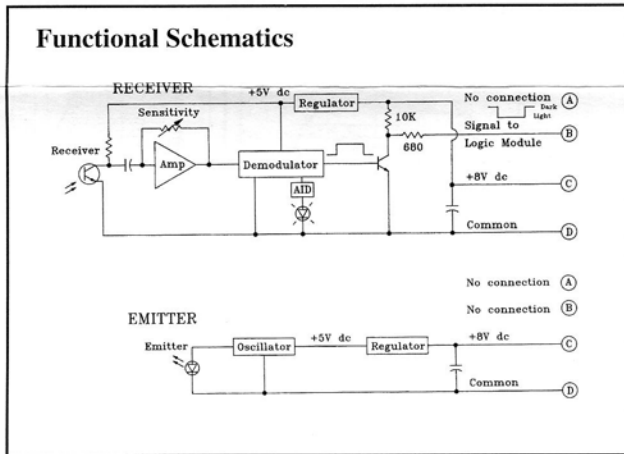 Functional Schematics
RECEIVER
+5V dc
Regulator
No connection A
Dark
Light
Sensitivity
10K
Signal to B
Logic Module
680
Receiver
Amp
Demodulator
AID
+8V dc C
Common D
No connection A
No connection B
EMITTER
Emitter
Oscillator
+5V dc
Regulator
+8V dc C
Common D